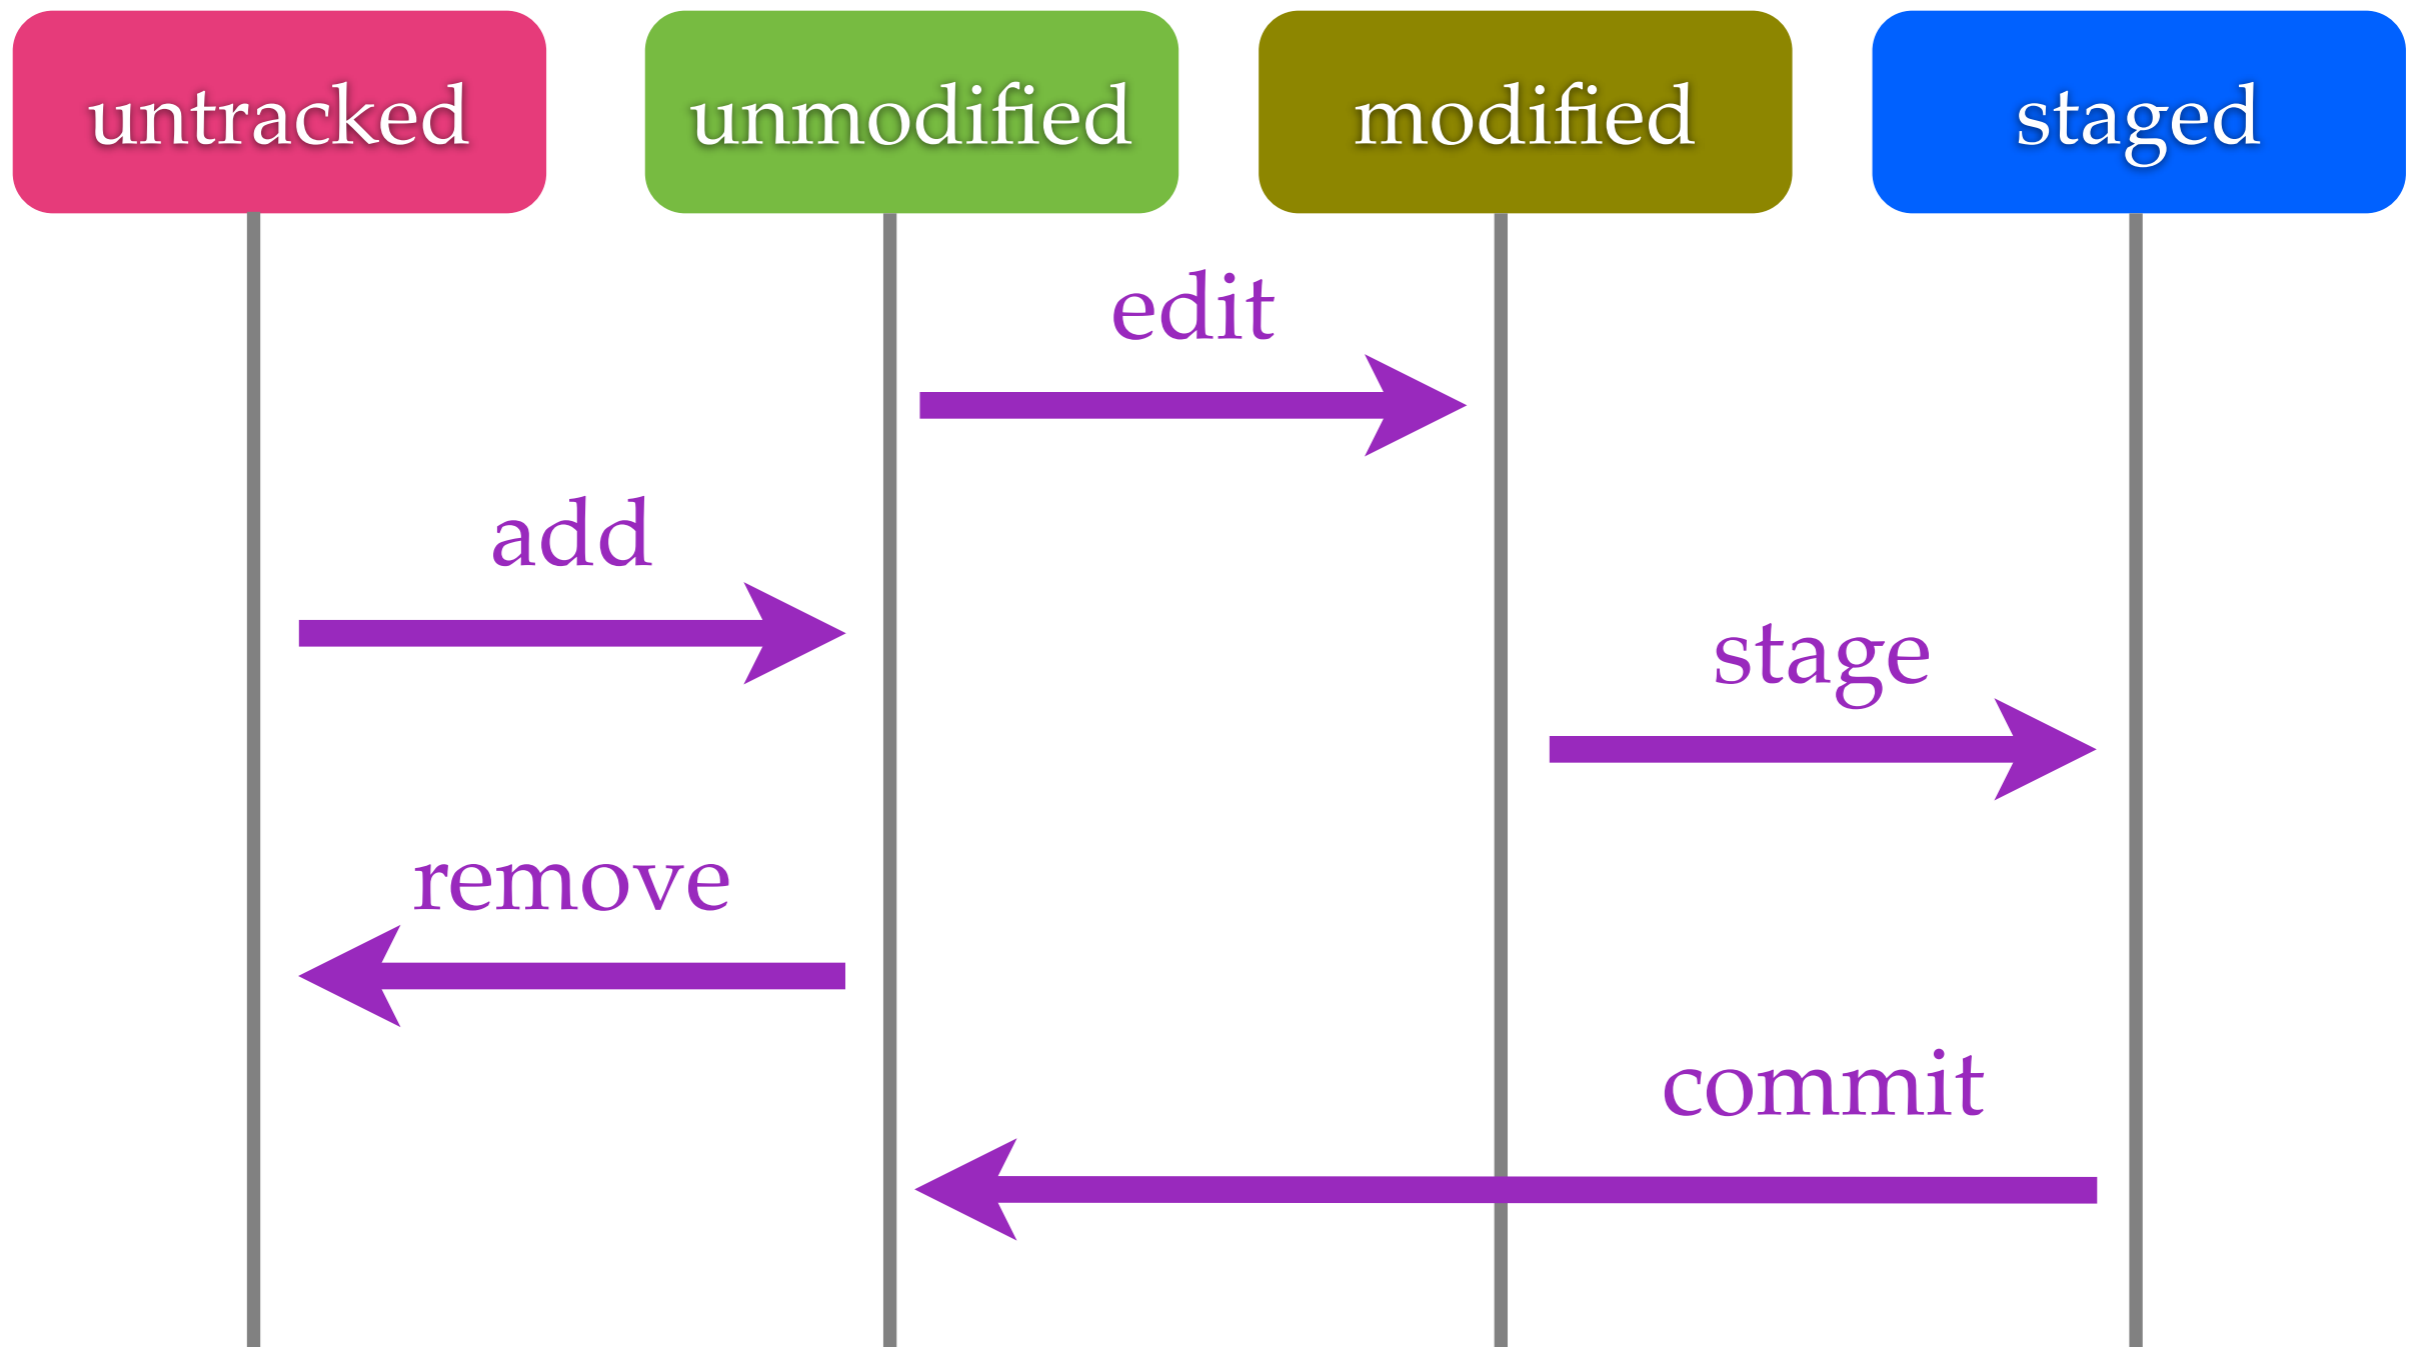 untracked
unmodified
modified
staged
edit
add
stage
remove
commit